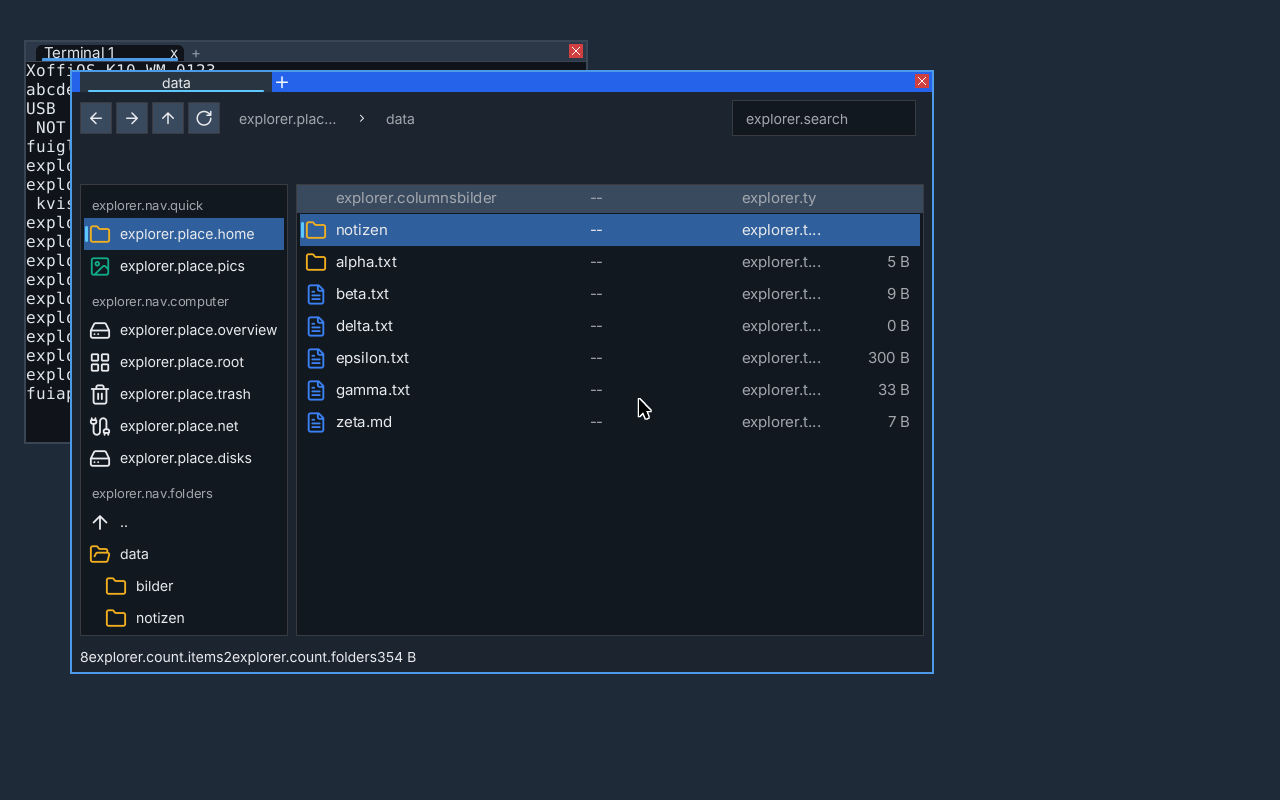 Terminal 1 x +
XoffiOS K10 WM 0123
data +
explorer.plac... › data explorer.search
abcde
USB
NOT
fuig
explo
explo
kvis
explo
explo
explo
explo
explo
explo
explo
explo
explo
fuiap
explorer.nav.quick
explorer.place.home
explorer.place.pics
explorer.nav.computer
explorer.place.overview
explorer.place.root
explorer.place.trash
explorer.place.net
explorer.place.disks
explorer.nav.folders
..
data
bilder
notizen
explorer.columnsbilder -- explorer.ty
notizen -- explorer.t...
alpha.txt -- explorer.t... 5 B
beta.txt -- explorer.t... 9 B
delta.txt -- explorer.t... 0 B
epsilon.txt -- explorer.t... 300 B
gamma.txt -- explorer.t... 33 B
zeta.md -- explorer.t... 7 B
8explorer.count.items2explorer.count.folders354 B